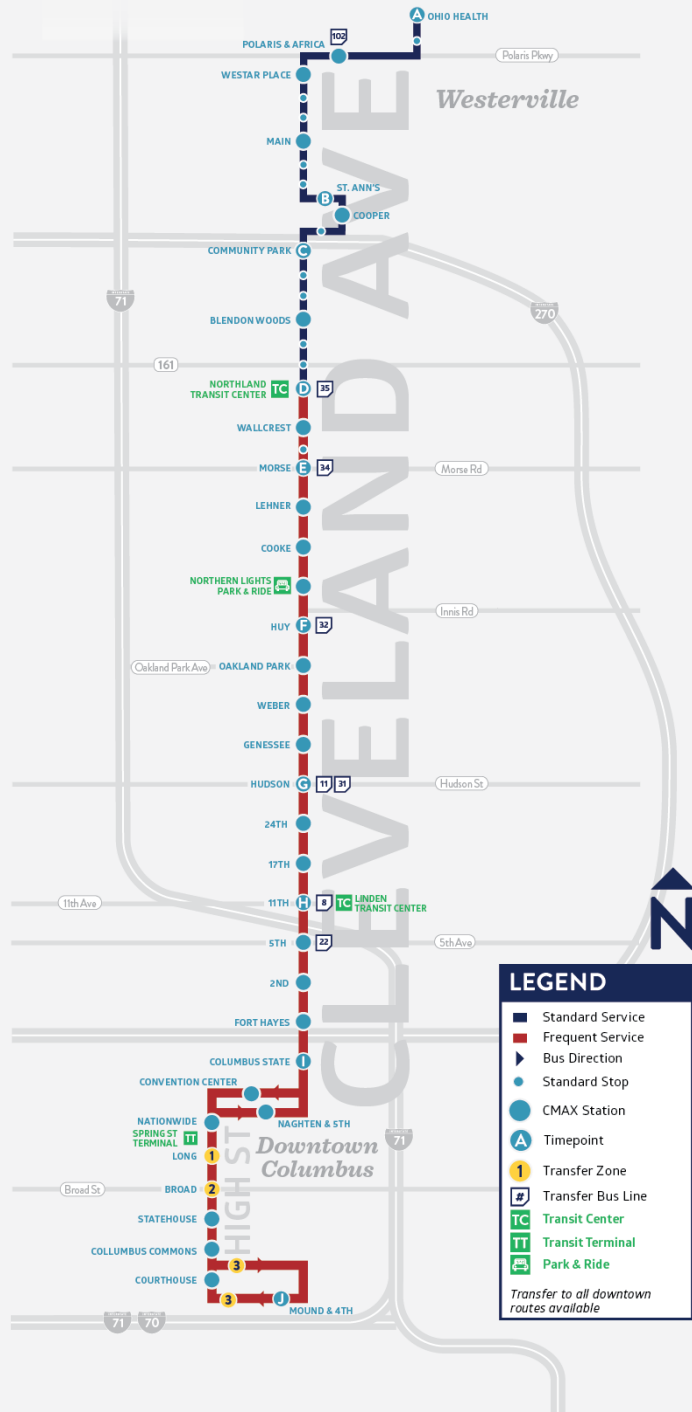 A OHIO HEALTH
102
POLARIS & AFRICA
Polaris Pkwy
WESTAR PLACE
Westerville
MAIN
ST. ANN'S
B
COOPER
COMMUNITY PARK C
71
270
BLENDON WOODS
161
NORTHLAND
TRANSIT CENTER TC D 35
WALLCREST
MORSE E 34 Morse Rd
LEHNER
COOKE
NORTHERN LIGHTS
PARK & RIDE
Innis Rd
HUY F 32
Oakland Park Ave OAKLAND PARK
WEBER
GENESSEE
HUDSON G 11 31 Hudson St
24TH
17TH
11th Ave 11TH H 8 TC LINDEN
TRANSIT CENTER
5TH 22 5th Ave
2ND
FORT HAYES
COLUMBUS STATE I
CLEVELAND AVE
CONVENTION CENTER
NATIONWIDE
NAGHTEN & 5TH
SPRING ST
TERMINAL TT
71
Downtown
Columbus
LONG 1
Broad St BROAD 2
HIGH ST
STATEHOUSE
COLLUMBUS COMMONS
3
COURTHOUSE
3 J
MOUND & 4TH
71 70
N
LEGEND
Standard Service
Frequent Service
Bus Direction
Standard Stop
CMAX Station
A Timepoint
1 Transfer Zone
# Transfer Bus Line
TC Transit Center
TT Transit Terminal
Park & Ride
Transfer to all downtown
routes available